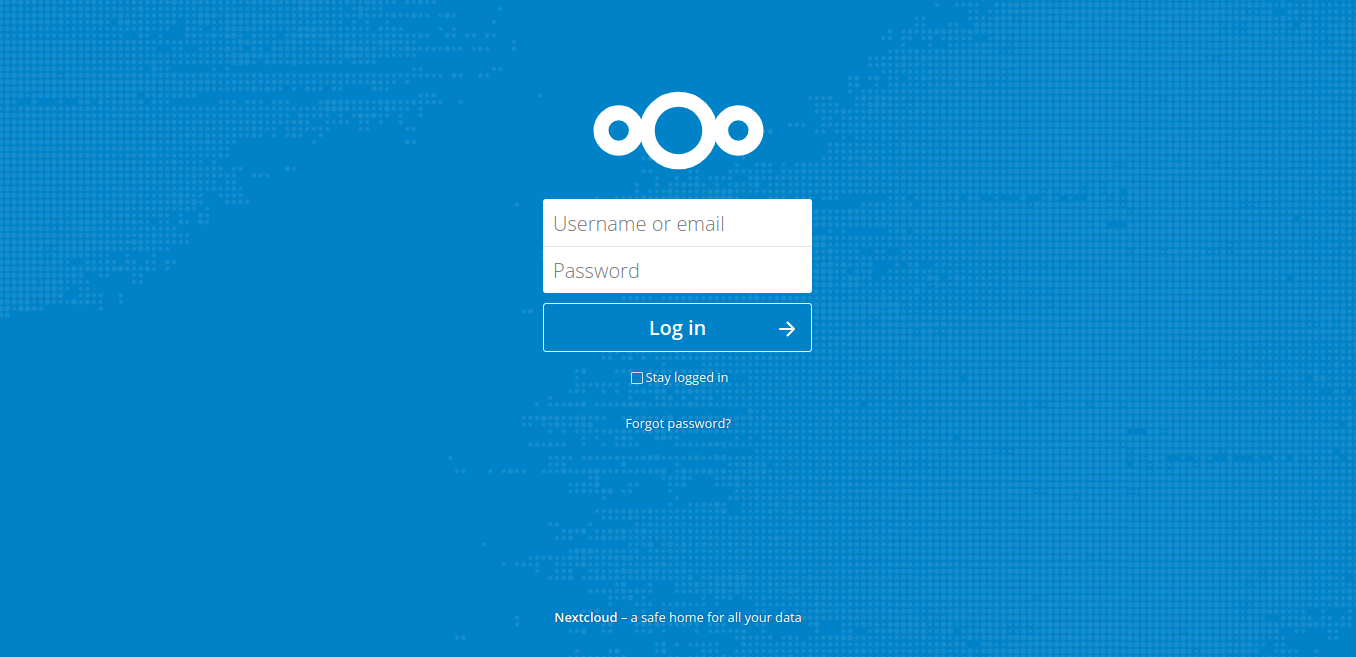 Username or email
Password
Log in
Stay logged in
Forgot password?
Nextcloud – a safe home for all your data